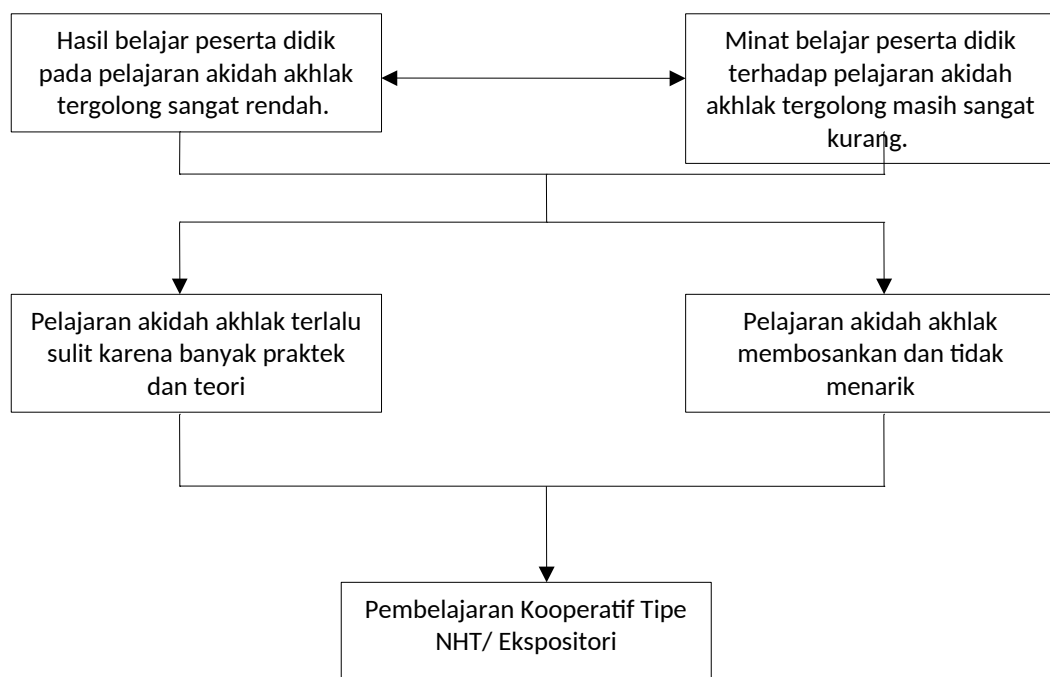 Hasil belajar peserta didik
pada pelajaran akidah akhlak
tergolong sangat rendah.
Minat belajar peserta didik
terhadap pelajaran akidah
akhlak tergolong masih sangat
kurang.
Pelajaran akidah akhlak terlalu
sulit karena banyak praktek
dan teori
Pelajaran akidah akhlak
membosankan dan tidak
menarik
Pembelajaran Kooperatif Tipe
NHT/ Ekspositori